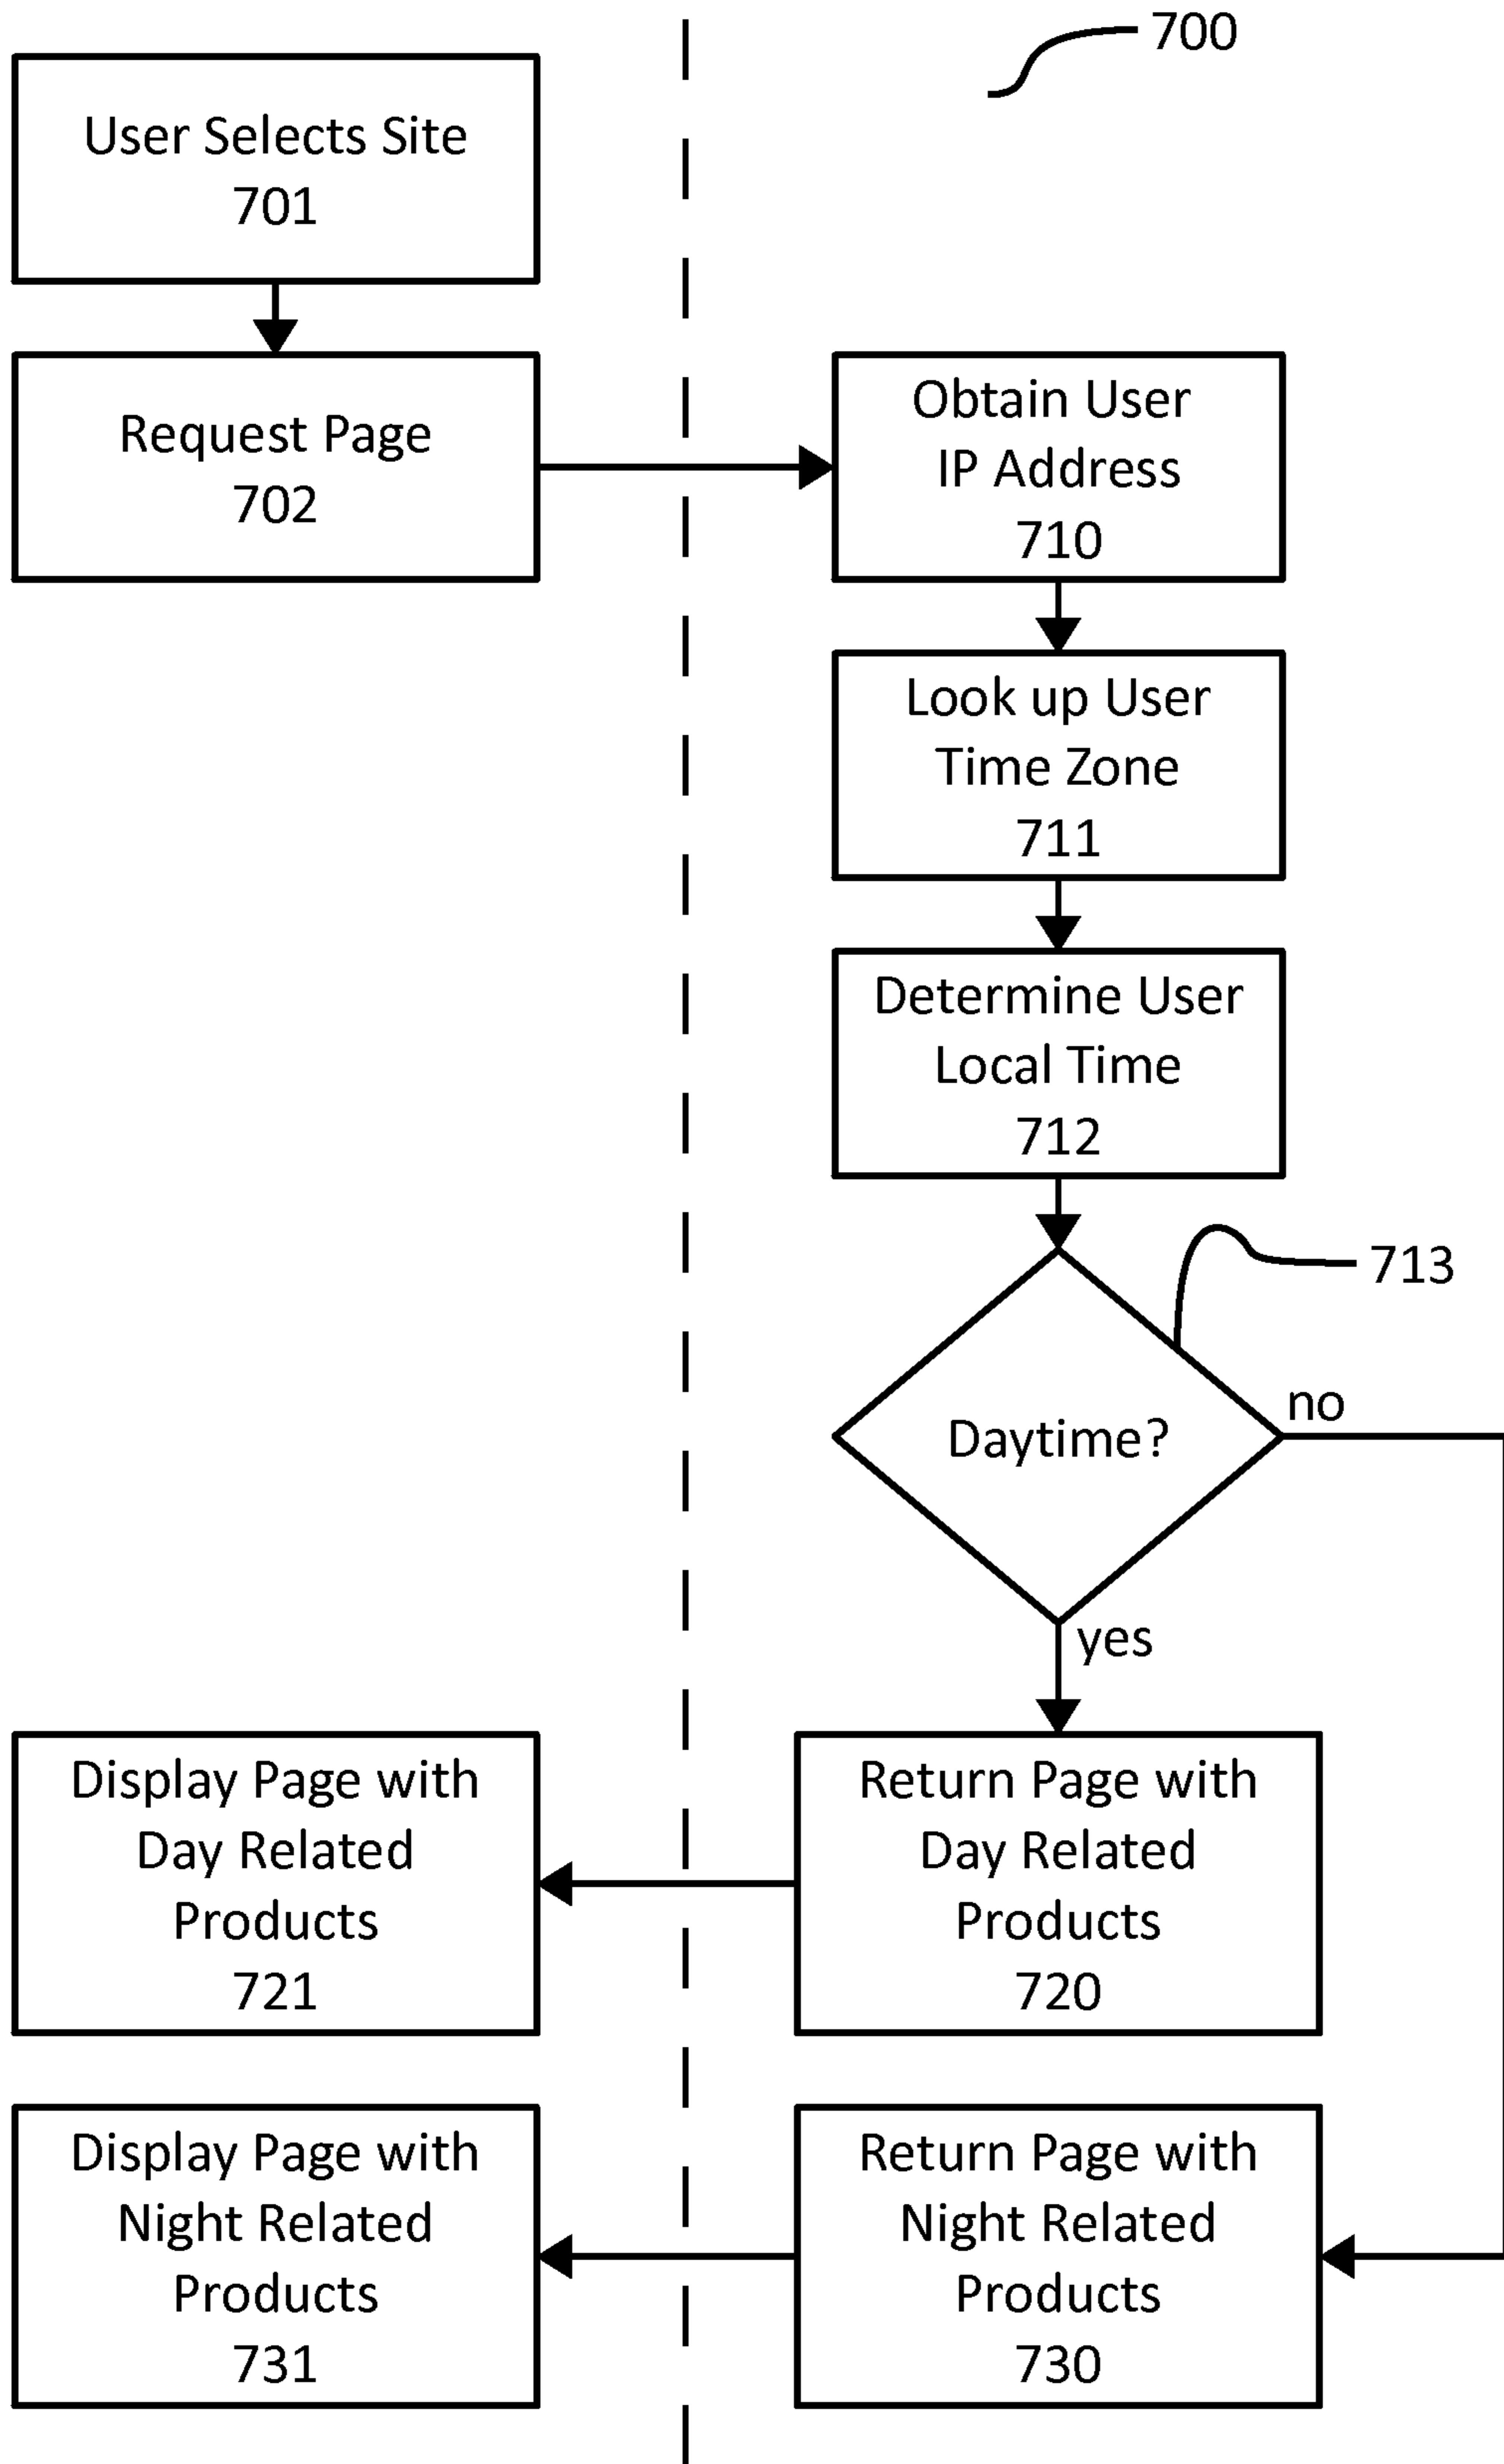 700
User Selects Site
701
Request Page
702
Obtain User
IP Address
710
Look up User
Time Zone
711
Determine User
Local Time
712
713
Daytime?
no
yes
Display Page with
Day Related
Products
721
Return Page with
Day Related
Products
720
Display Page with
Night Related
Products
731
Return Page with
Night Related
Products
730